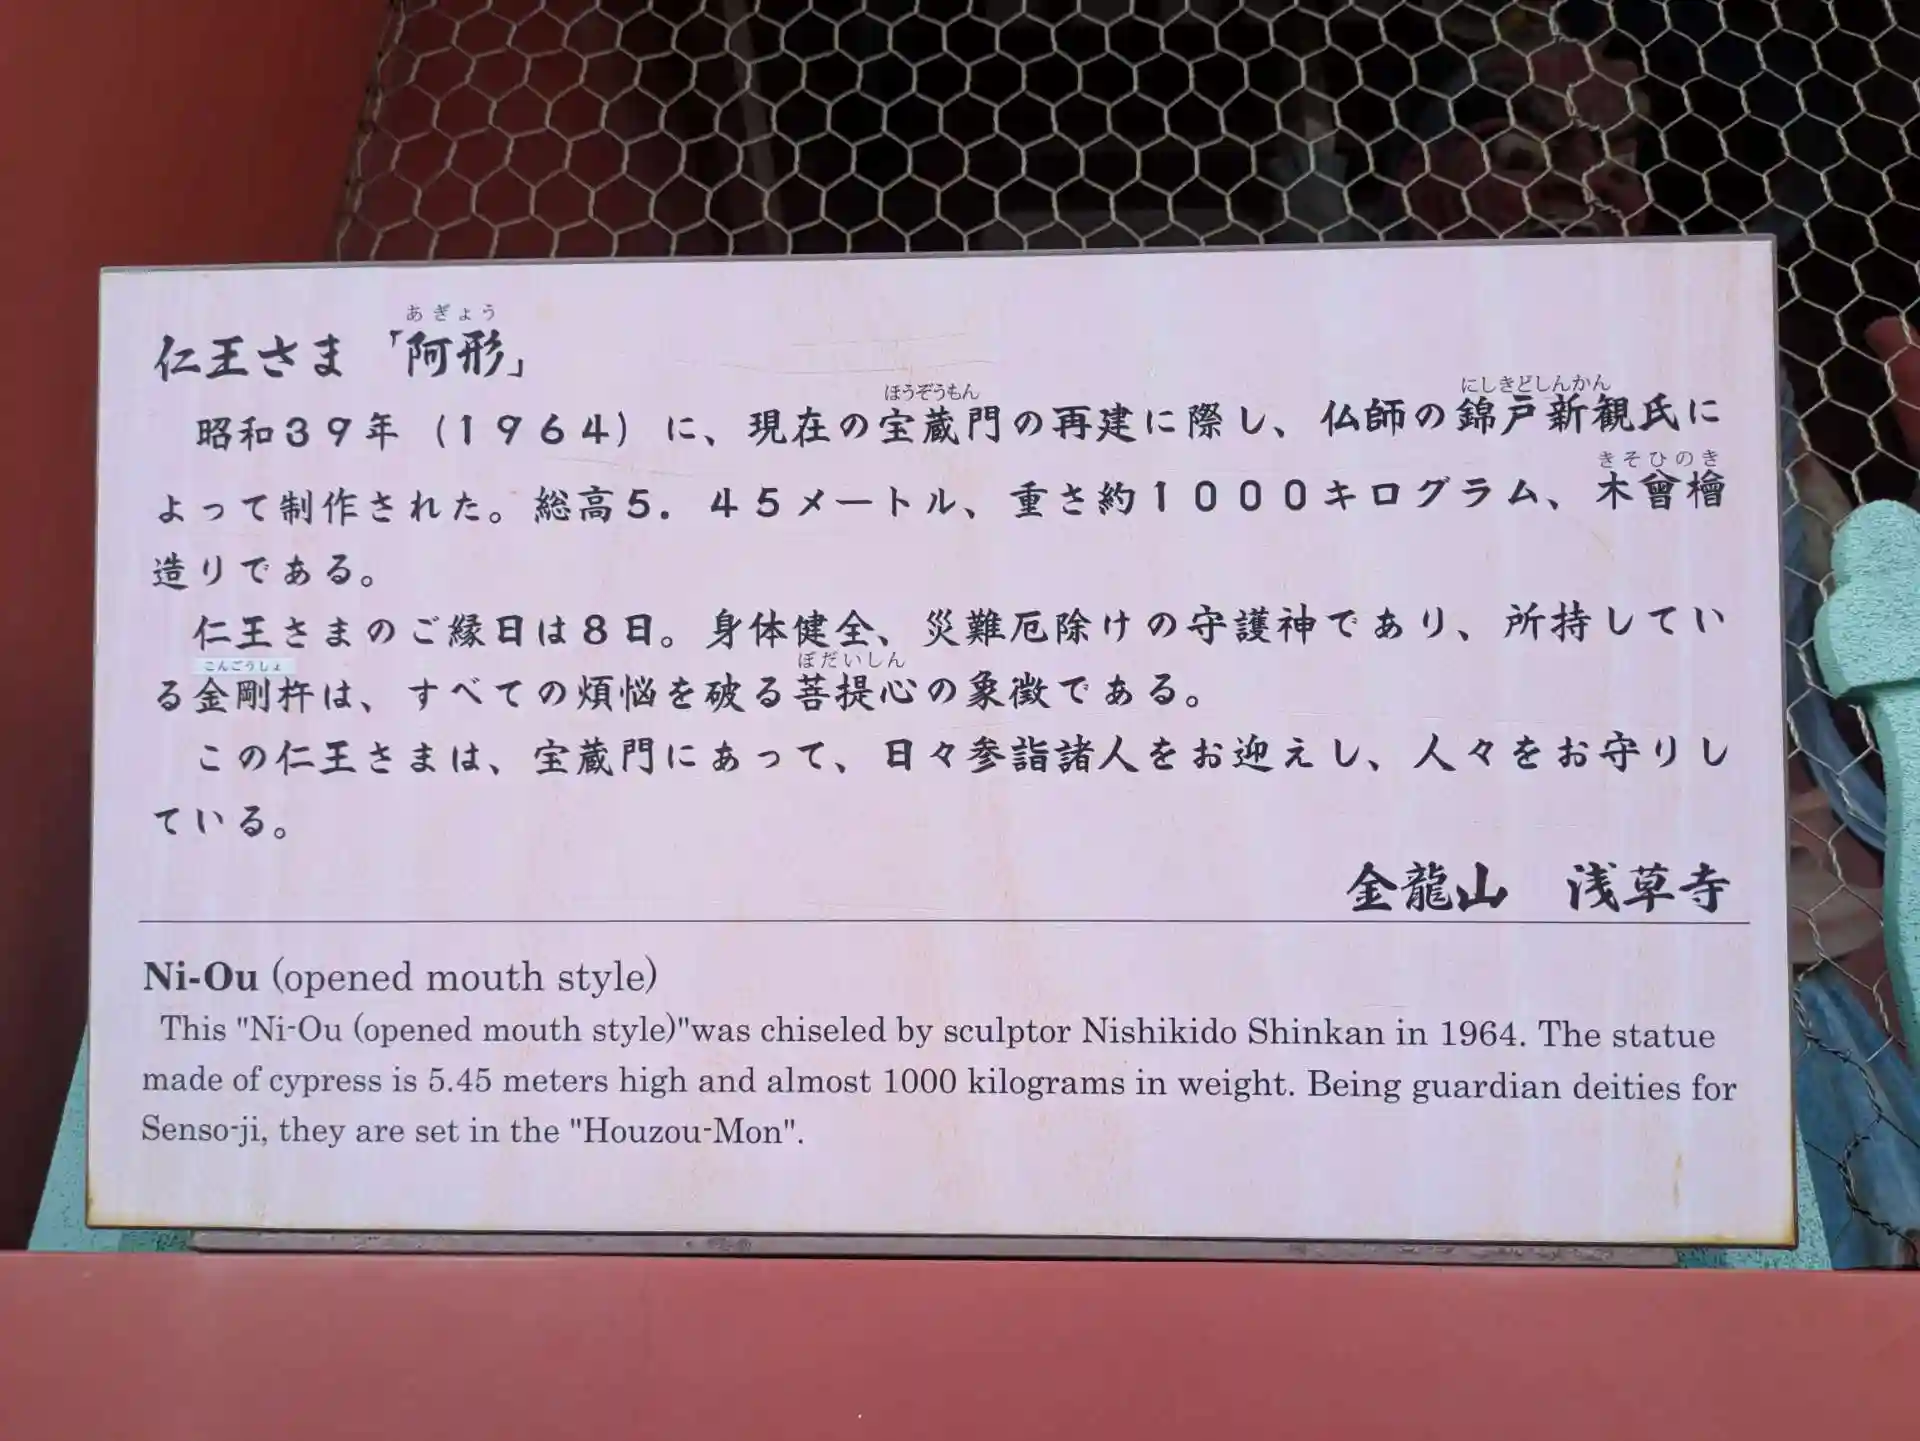 あぎょう
仁王さま「阿形」
ほうぞうもん にしきどしんかん
昭和39年(1964)に、現在の宝蔵門の再建に際し、仏師の錦戸新観氏に
きそひのき
よって制作された。総高5.45メートル、重さ約1000キログラム、木曾檜
造りである。
仁王さまのご縁日は8日。身体健全、災難厄除けの守護神であり、所持してい
こんごうしょ ぼだいしん
る金剛杵は、すべての煩悩を破る菩提心の象徴である。
この仁王さまは、宝蔵門にあって、日々参詣諸人をお迎えし、人々をお守りし
ている。
金龍山 浅草寺
Ni-Ou (opened mouth style)
This "Ni-Ou (opened mouth style)"was chiseled by sculptor Nishikido Shinkan in 1964. The statue
made of cypress is 5.45 meters high and almost 1000 kilograms in weight. Being guardian deities for
Senso-ji, they are set in the "Houzou-Mon".